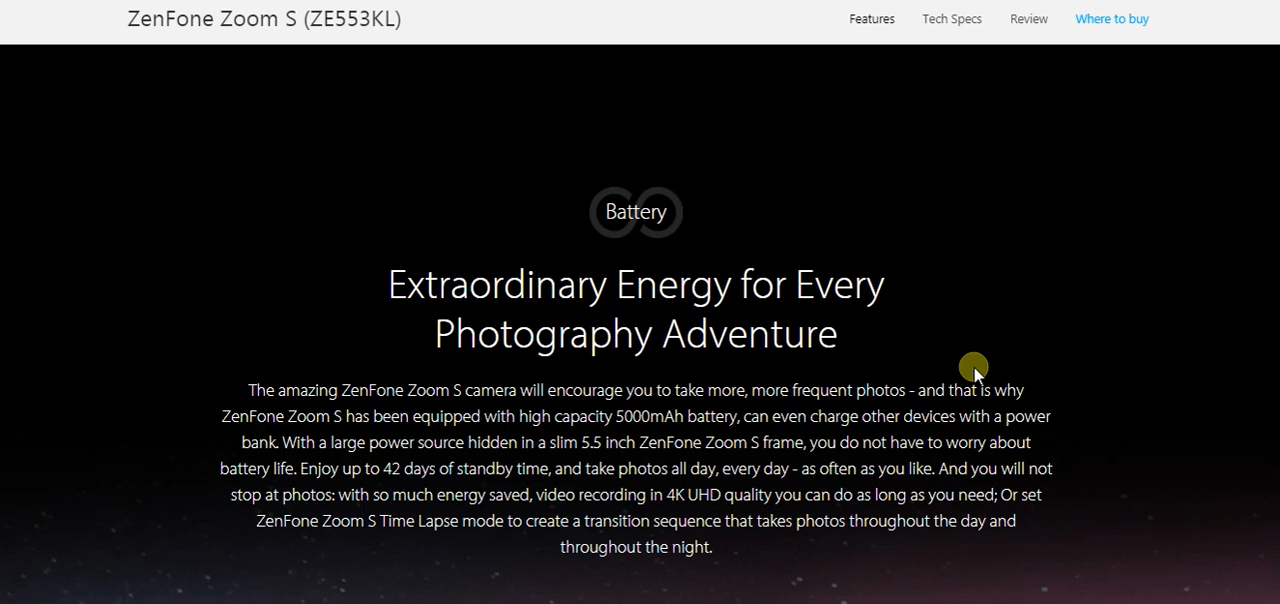 ZenFone Zoom S (ZE553KL)
Features Tech Specs Review Where to buy
Battery
Extraordinary Energy for Every
Photography Adventure
The amazing ZenFone Zoom S camera will encourage you to take more, more frequent photos - and that is why
ZenFone Zoom S has been equipped with high capacity 5000mAh battery, can even charge other devices with a power
bank. With a large power source hidden in a slim 5.5 inch ZenFone Zoom S frame, you do not have to worry about
battery life. Enjoy up to 42 days of standby time, and take photos all day, every day - as often as you like. And you will not
stop at photos: with so much energy saved, video recording in 4K UHD quality you can do as long as you need; Or set
ZenFone Zoom S Time Lapse mode to create a transition sequence that takes photos throughout the day and
throughout the night.